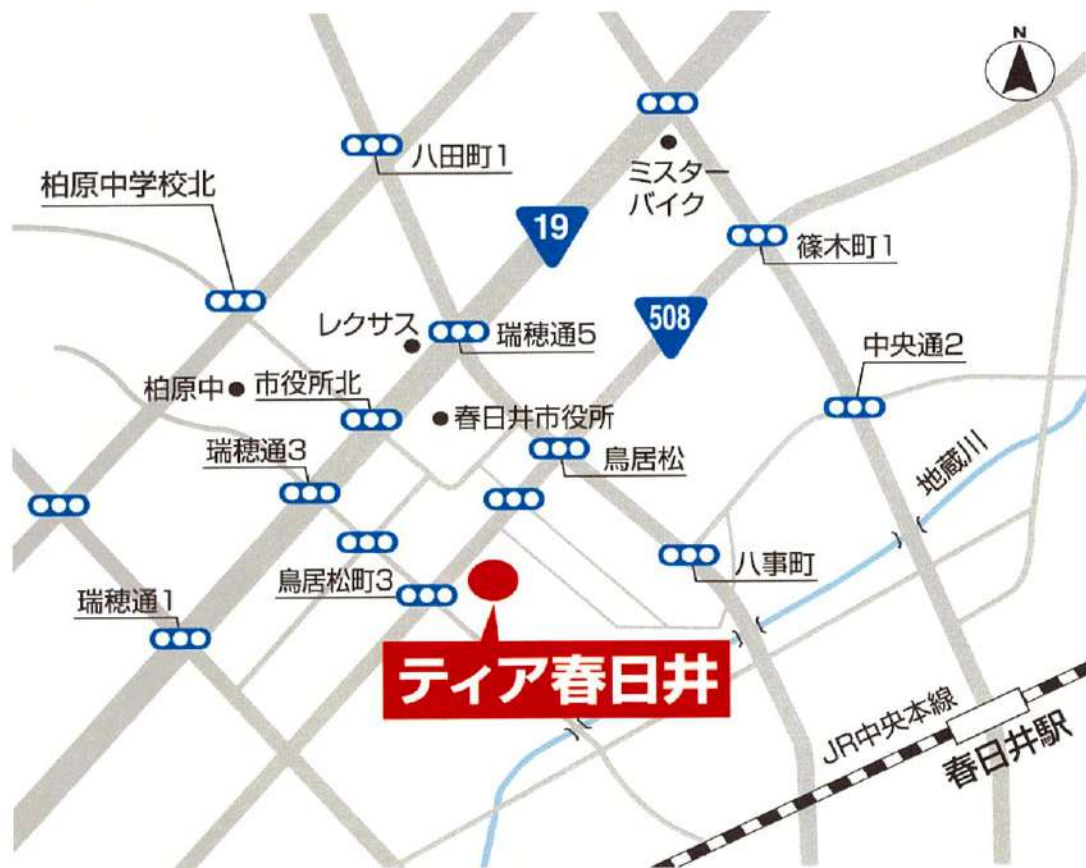 N
八田町1
柏原中学校北
ミスター
バイク
19
篠木町1
508
レクサス
瑞穂通5
中央通2
柏原中
市役所北
春日井市役所
瑞穂通3
鳥居松
地蔵川
鳥居松町3
八事町
瑞穂通1
ティア春日井
JR中央本線
春日井駅